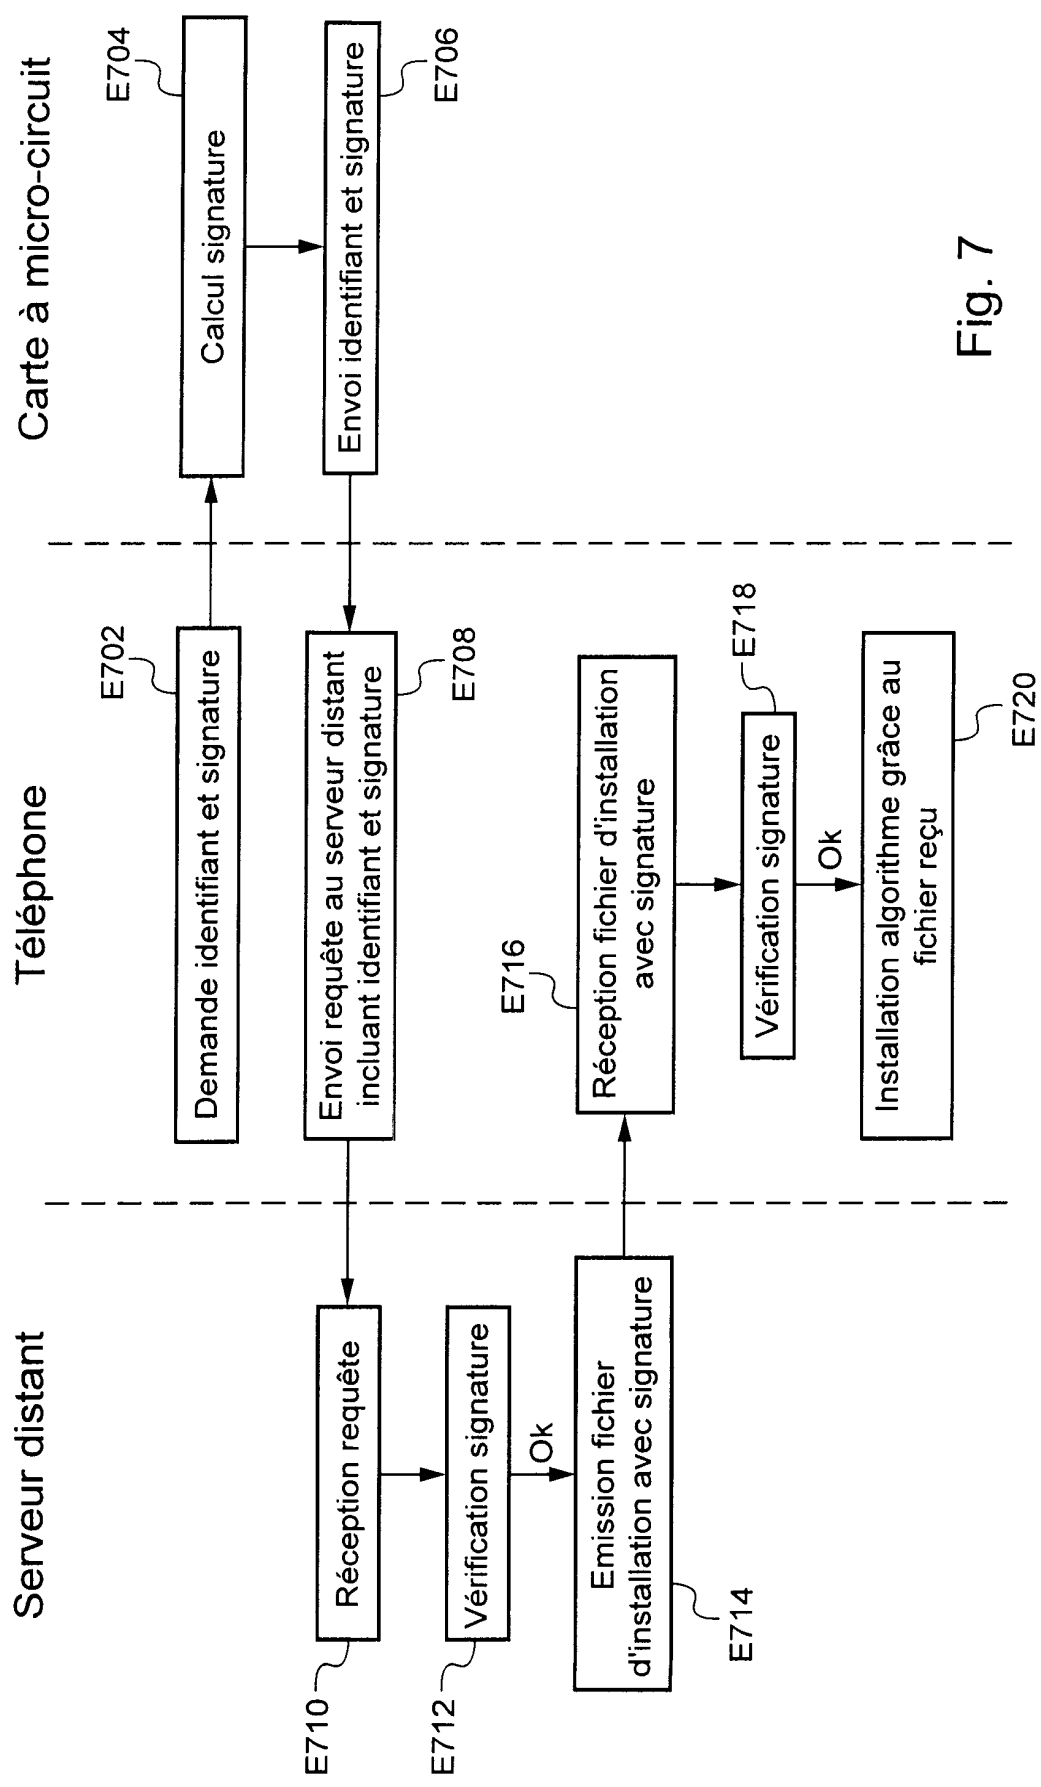 Serveur distant
Téléphone
Carte à micro-circuit
E702
Demande identifiant et signature
E704
Calcul signature
Envoi identifiant et signature
E706
Envoi requête au serveur distant
incluant identifiant et signature
E708
E710
Réception requête
E712
Vérification signature
Ok
Emission fichier
d'installation avec signature
E714
E716
Réception fichier d'installation
avec signature
E718
Vérification signature
Ok
Installation algorithme grâce au
fichier reçu
E720
Fig. 7